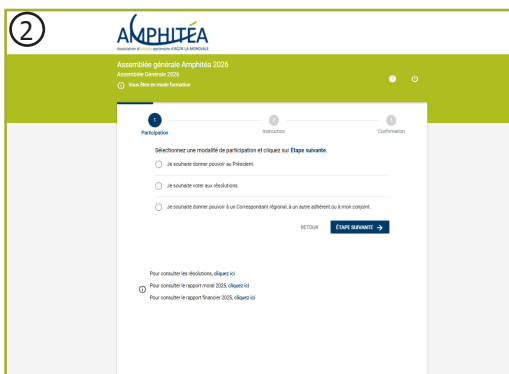 2
AMPHITÉA
Association d'assurés partenaire d'AG2R LA MONDIALE
Assemblée générale Amphitéa 2026
Assemblée Générale 2026
Vous êtes en mode formation
1
2
3
Participation
Instruction
Confirmation
Sélectionnez une modalité de participation et cliquez sur Étape suivante.
Je souhaite donner pouvoir au Président.
Je souhaite voter aux résolutions.
Je souhaite donner pouvoir à un Correspondant régional, à un autre adhérent ou à mon conjoint.
RETOUR
ÉTAPE SUIVANTE →
Pour consulter les résolutions, cliquez ici
Pour consulter le rapport moral 2025, cliquez ici
Pour consulter le rapport financier 2025, cliquez ici